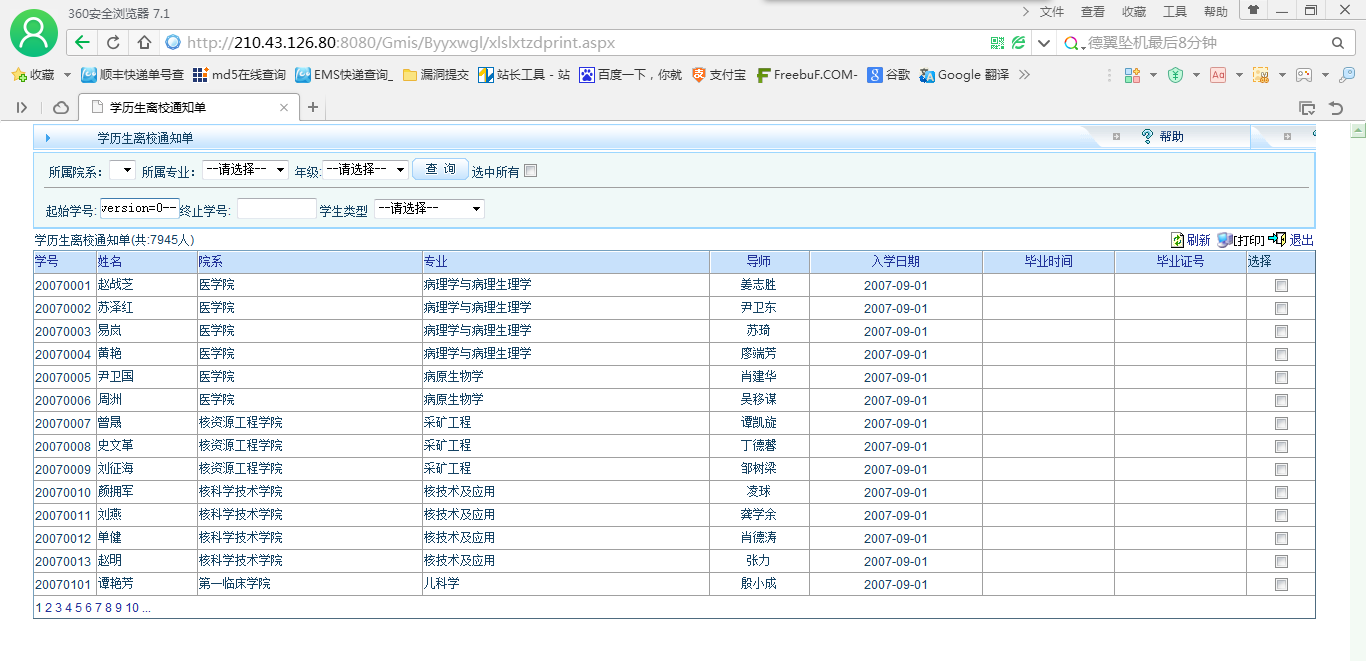 360安全浏览器 7.1
文件 查看 收藏 工具 帮助
http://210.43.126.80:8080/Gmis/Byyxwgl/xlslxtzdprint.aspx
德翼坠机最后8分钟
收藏 顺丰快递单号查 md5在线查询 EMS快递查询_ 漏洞提交 站长工具 - 站 百度一下，你就 支付宝 FreebuF.COM- 谷歌 Google 翻译
学历生离校通知单
学历生离校通知单 帮助
所属院系: 所属专业: --请选择-- 年级: --请选择-- 查 询 选中所有
起始学号: version=0-- 终止学号: 学生类型 --请选择--
学历生离校通知单(共:7945人) 刷新 [打印] 退出
学号 姓名 院系 专业 导师 入学日期 毕业时间 毕业证号 选择
20070001 赵战芝 医学院 病理学与病理生理学 姜志胜 2007-09-01
20070002 苏泽红 医学院 病理学与病理生理学 尹卫东 2007-09-01
20070003 易岚 医学院 病理学与病理生理学 苏琦 2007-09-01
20070004 黄艳 医学院 病理学与病理生理学 廖端芳 2007-09-01
20070005 尹卫国 医学院 病原生物学 肖建华 2007-09-01
20070006 周洲 医学院 病原生物学 吴移谋 2007-09-01
20070007 曾晟 核资源工程学院 采矿工程 谭凯旋 2007-09-01
20070008 史文革 核资源工程学院 采矿工程 丁德馨 2007-09-01
20070009 刘征海 核资源工程学院 采矿工程 邹树梁 2007-09-01
20070010 颜拥军 核科学技术学院 核技术及应用 凌球 2007-09-01
20070011 刘燕 核科学技术学院 核技术及应用 龚学余 2007-09-01
20070012 单健 核科学技术学院 核技术及应用 肖德涛 2007-09-01
20070013 赵明 核科学技术学院 核技术及应用 张力 2007-09-01
20070101 谭艳芳 第一临床学院 儿科学 殷小成 2007-09-01
1 2 3 4 5 6 7 8 9 10 ...